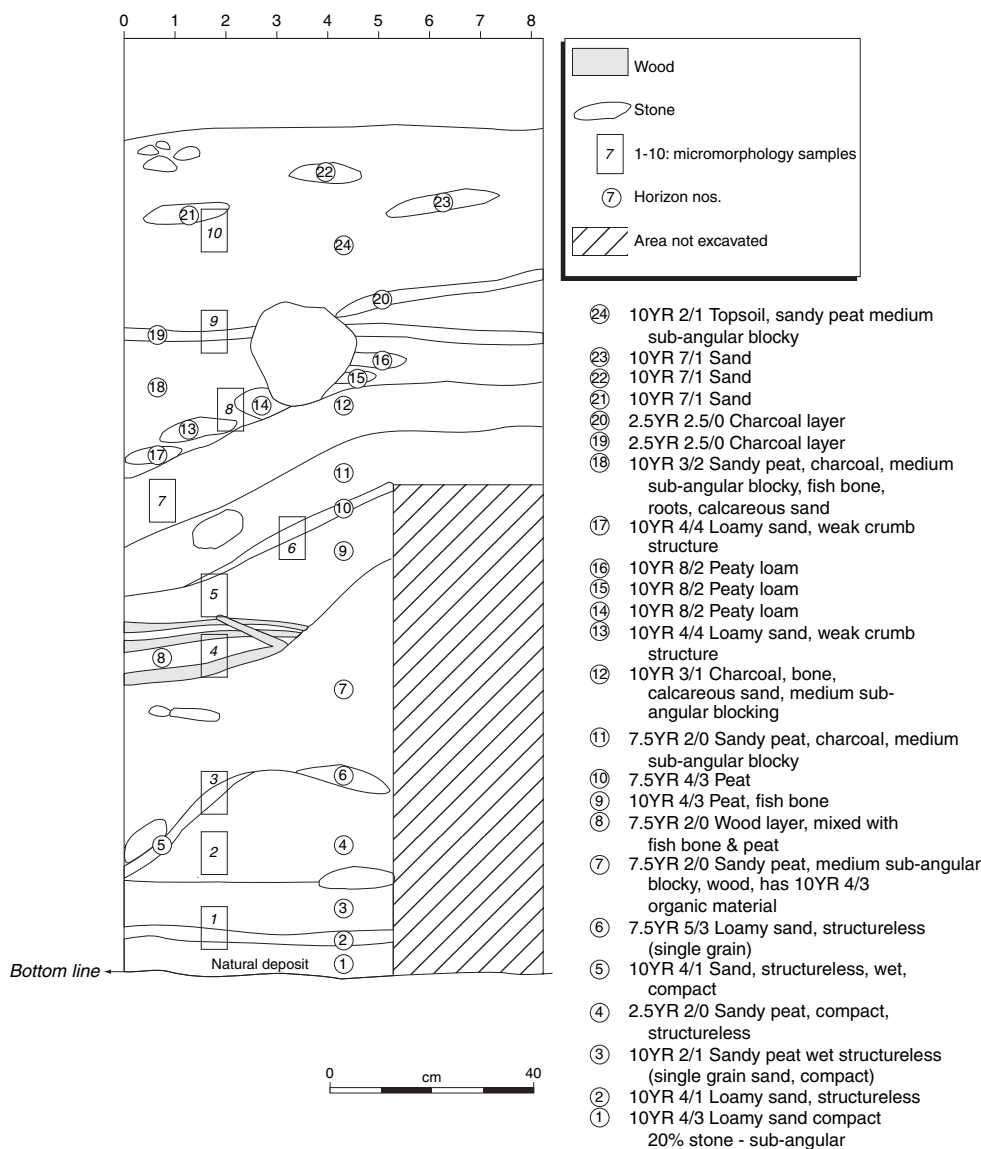 0 1 2 3 4 5 6 7 8
Wood
Stone
7 1-10: micromorphology samples
7 Horizon nos.
Area not excavated
22
23
21
10
24
20
9
19
16
15
18
8 14 12
13
17
11
7
10
6 9
5
8 4
7
3 6
5
2 4
1 3
2
Natural deposit 1
Bottom line
0 cm 40
24 10YR 2/1 Topsoil, sandy peat medium
sub-angular blocky
23 10YR 7/1 Sand
22 10YR 7/1 Sand
21 10YR 7/1 Sand
20 2.5YR 2.5/0 Charcoal layer
19 2.5YR 2.5/0 Charcoal layer
18 10YR 3/2 Sandy peat, charcoal, medium
sub-angular blocky, fish bone,
roots, calcareous sand
17 10YR 4/4 Loamy sand, weak crumb
structure
16 10YR 8/2 Peaty loam
15 10YR 8/2 Peaty loam
14 10YR 8/2 Peaty loam
13 10YR 4/4 Loamy sand, weak crumb
structure
12 10YR 3/1 Charcoal, bone,
calcareous sand, medium sub-
angular blocking
11 7.5YR 2/0 Sandy peat, charcoal, medium
sub-angular blocky
10 7.5YR 4/3 Peat
9 10YR 4/3 Peat, fish bone
8 7.5YR 2/0 Wood layer, mixed with
fish bone & peat
7 7.5YR 2/0 Sandy peat, medium sub-angular
blocky, wood, has 10YR 4/3
organic material
6 7.5YR 5/3 Loamy sand, structureless
(single grain)
5 10YR 4/1 Sand, structureless, wet,
compact
4 2.5YR 2/0 Sandy peat, compact,
structureless
3 10YR 2/1 Sandy peat wet structureless
(single grain sand, compact)
2 10YR 4/1 Loamy sand, structureless
1 10YR 4/3 Loamy sand compact
20% stone - sub-angular